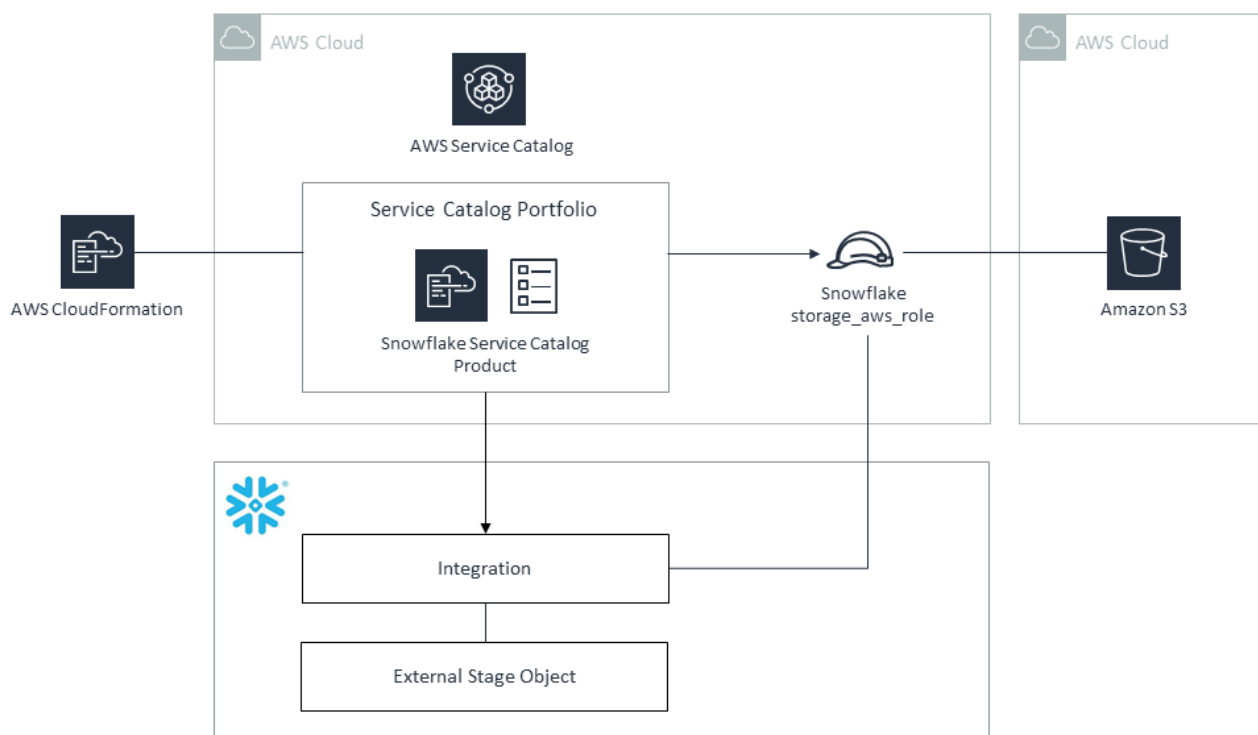 AWS Cloud
AWS Cloud
AWS Service Catalog
Service Catalog Portfolio
AWS CloudFormation
Snowflake Service Catalog
Product
Snowflake
storage_aws_role
Amazon S3
®
Integration
External Stage Object